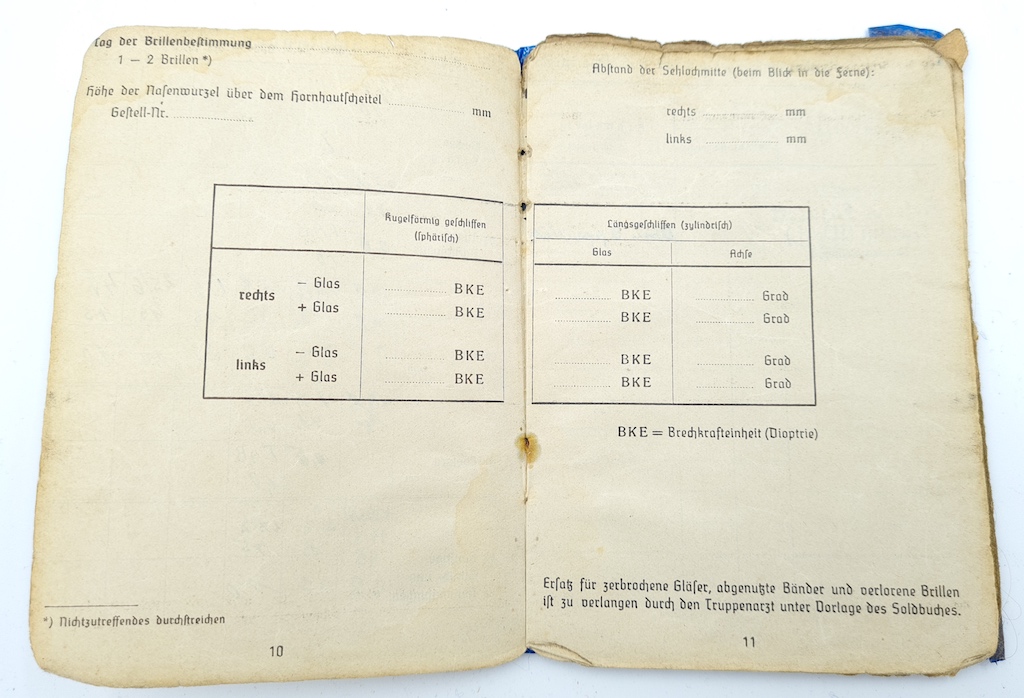 Tag der Brillenbestimmung
1 — 2 Brillen *)
Höhe der Nasenwurzel über dem Hornhautscheitel mm
Gestell-Nr.
Kugelförmig geschliffen
(sphärisch)
rechts
— Glas BKE
+ Glas BKE
links
— Glas BKE
+ Glas BKE
*) Nichtzutreffendes durchstreichen
10
Abstand der Sehlochmitte (beim Blick in die Ferne):
rechts mm
links mm
Längsgeschliffen (zylindrisch)
Glas Achse
BKE Grad
BKE Grad
BKE Grad
BKE Grad
BKE = Brechkrafteinheit (Dioptrie)
Ersatz für zerbrochene Gläser, abgenutzte Bänder und verlorene Brillen
ist zu verlangen durch den Truppenarzt unter Vorlage des Soldbuches.
11